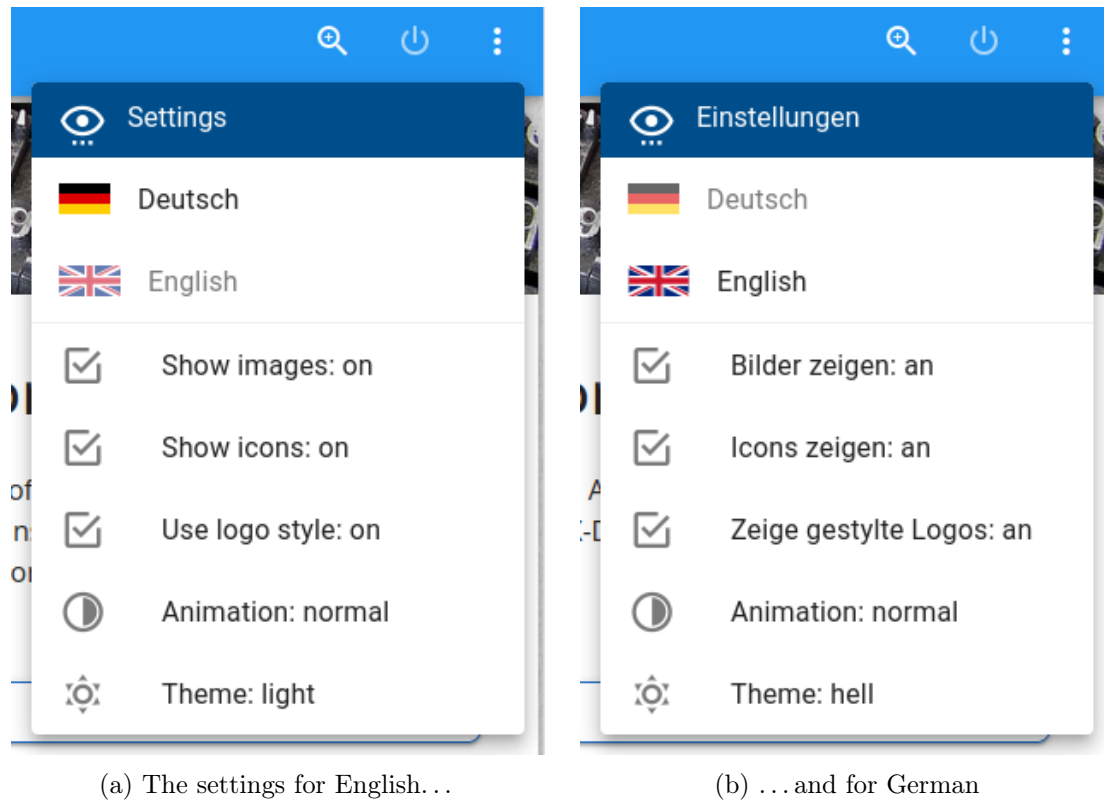 Settings
Deutsch
English
Show images: on
Show icons: on
Use logo style: on
Animation: normal
Theme: light
(a) The settings for English...
Einstellungen
Deutsch
English
Bilder zeigen: an
Icons zeigen: an
Zeige gestylte Logos: an
Animation: normal
Theme: hell
(b) ...and for German